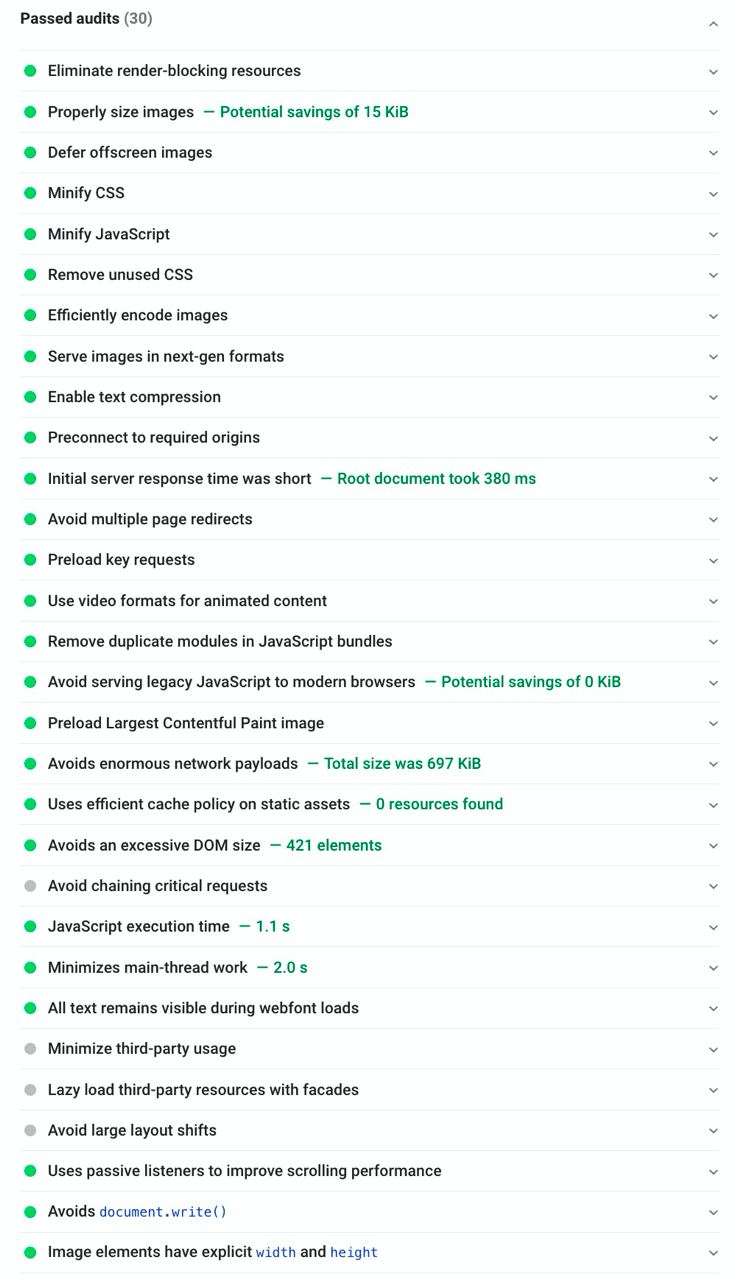 Passed audits (30)
Eliminate render-blocking resources
Properly size images — Potential savings of 15 KiB
Defer offscreen images
Minify CSS
Minify JavaScript
Remove unused CSS
Efficiently encode images
Serve images in next-gen formats
Enable text compression
Preconnect to required origins
Initial server response time was short — Root document took 380 ms
Avoid multiple page redirects
Preload key requests
Use video formats for animated content
Remove duplicate modules in JavaScript bundles
Avoid serving legacy JavaScript to modern browsers — Potential savings of 0 KiB
Preload Largest Contentful Paint image
Avoids enormous network payloads — Total size was 697 KiB
Uses efficient cache policy on static assets — 0 resources found
Avoids an excessive DOM size — 421 elements
Avoid chaining critical requests
JavaScript execution time — 1.1 s
Minimizes main-thread work — 2.0 s
All text remains visible during webfont loads
Minimize third-party usage
Lazy load third-party resources with facades
Avoid large layout shifts
Uses passive listeners to improve scrolling performance
Avoids document.write()
Image elements have explicit width and height